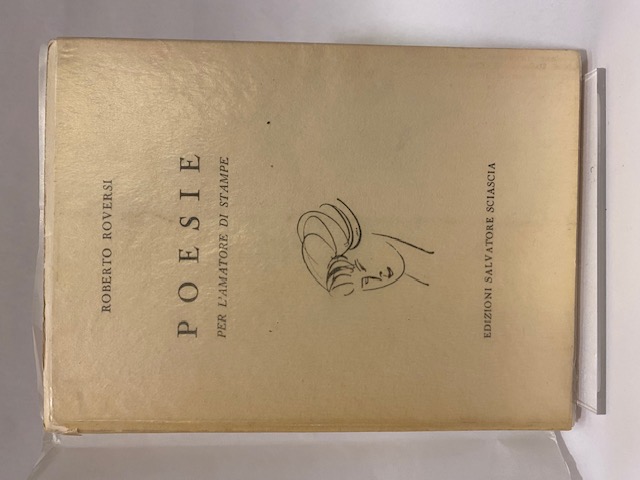 ROBERTO ROVERSI
POESIE
PER L'AMATORE DI STAMPE
EDIZIONI SALVATORE SCIASCIA